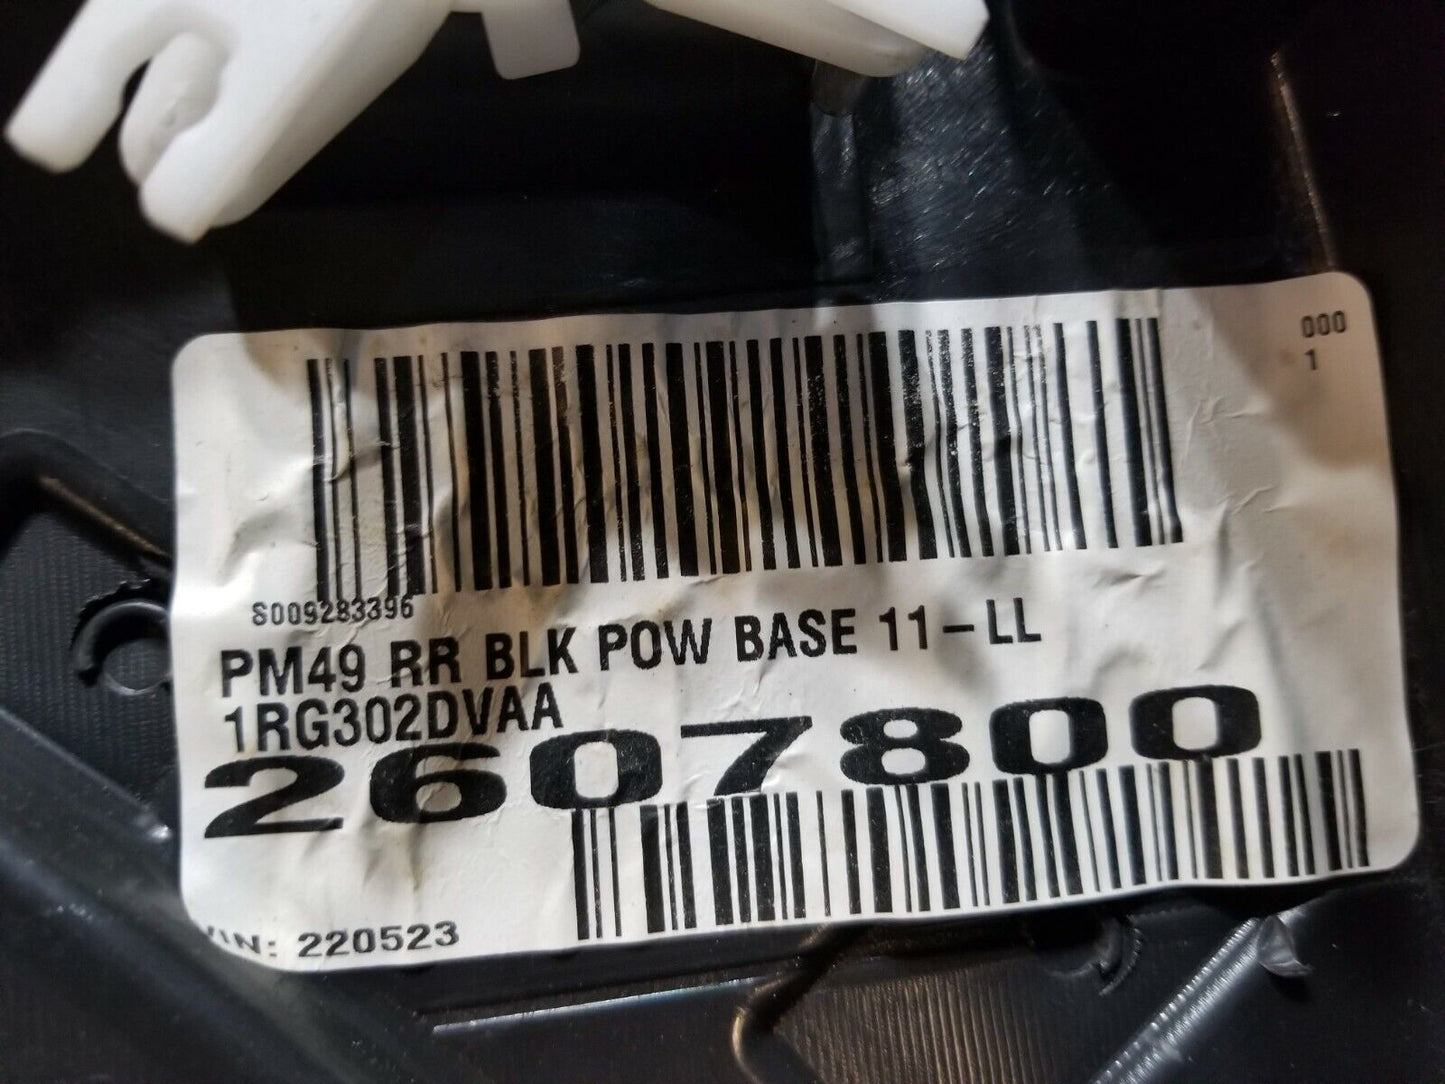 000
1
S009283396
PM49 RR BLK POW BASE 11-LL
1RG302DVAA
2607800
VIN: 220523